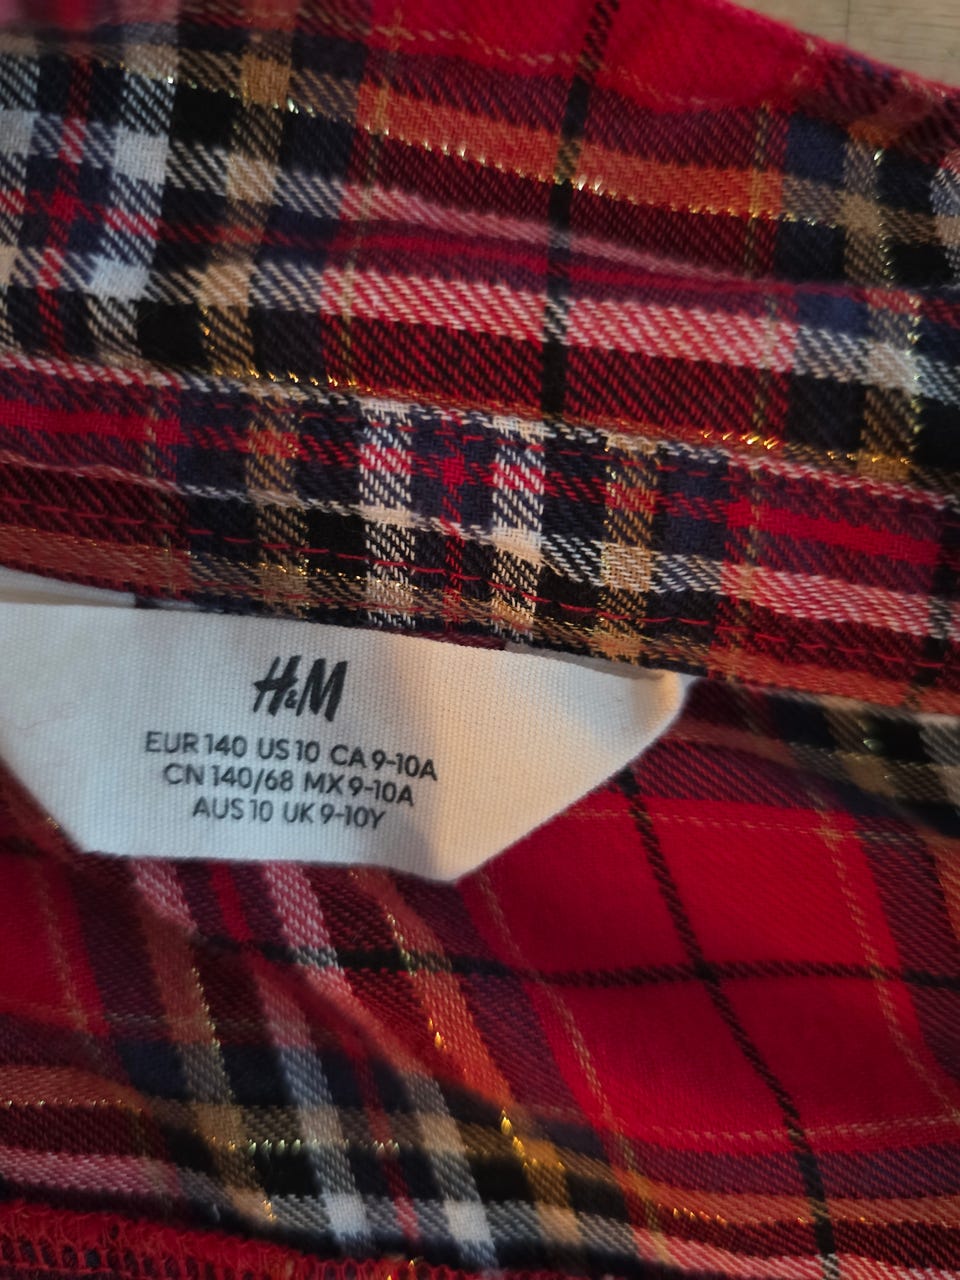 H&M
EUR 140 US 10 CA 9-10A
CN 140/68 MX 9-10A
AUS 10 UK 9-10Y